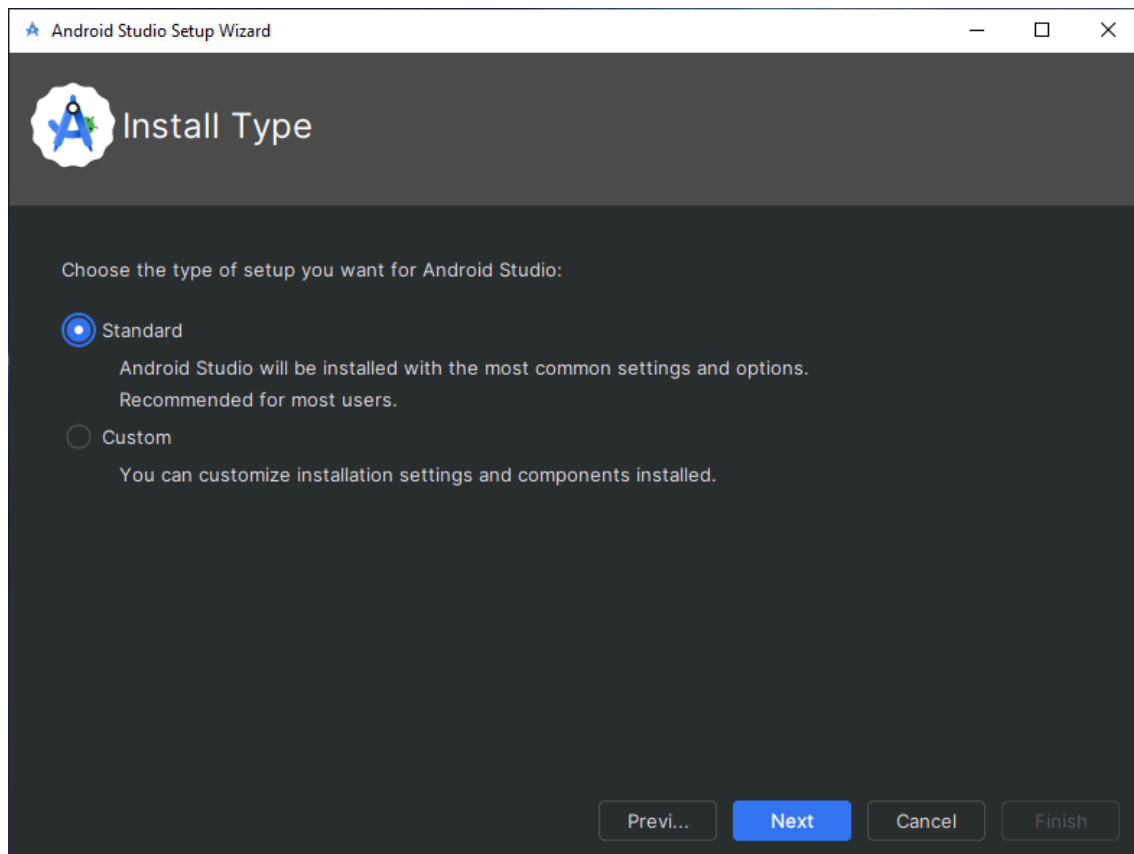 Android Studio Setup Wizard
Install Type
Choose the type of setup you want for Android Studio:
Standard
Android Studio will be installed with the most common settings and options.
Recommended for most users.
Custom
You can customize installation settings and components installed.
Previ... Next Cancel Finish